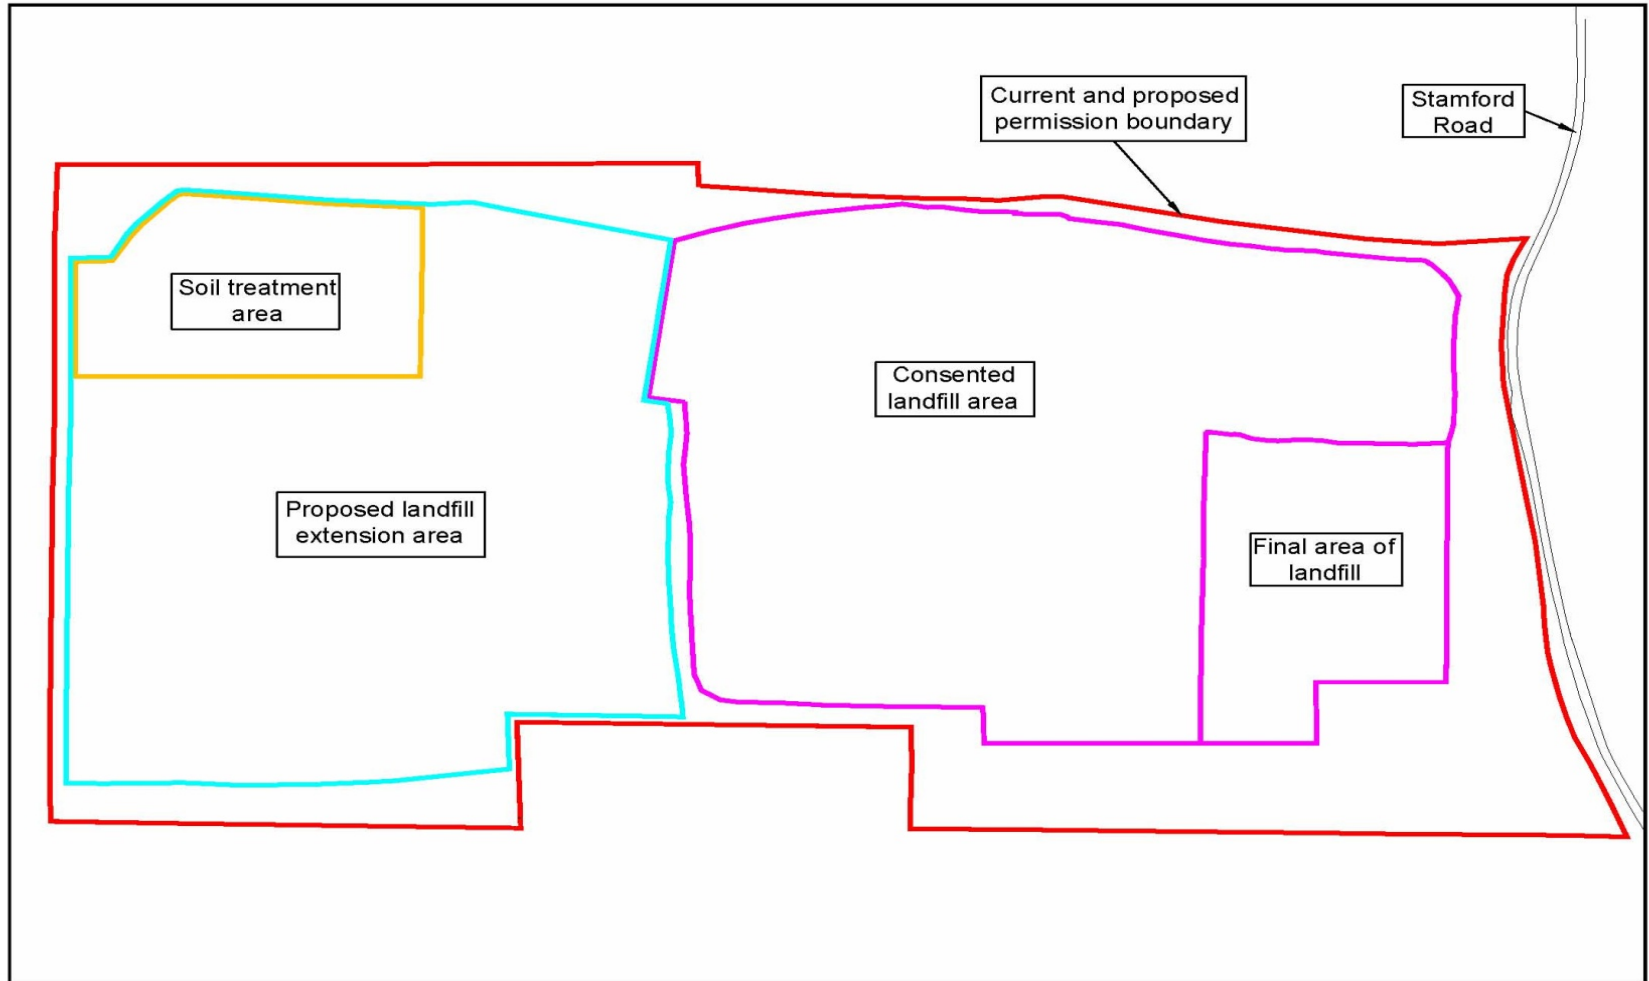 Current and proposed
permission boundary
Stamford
Road
Soil treatment
area
Consented
landfill area
Proposed landfill
extension area
Final area of
landfill